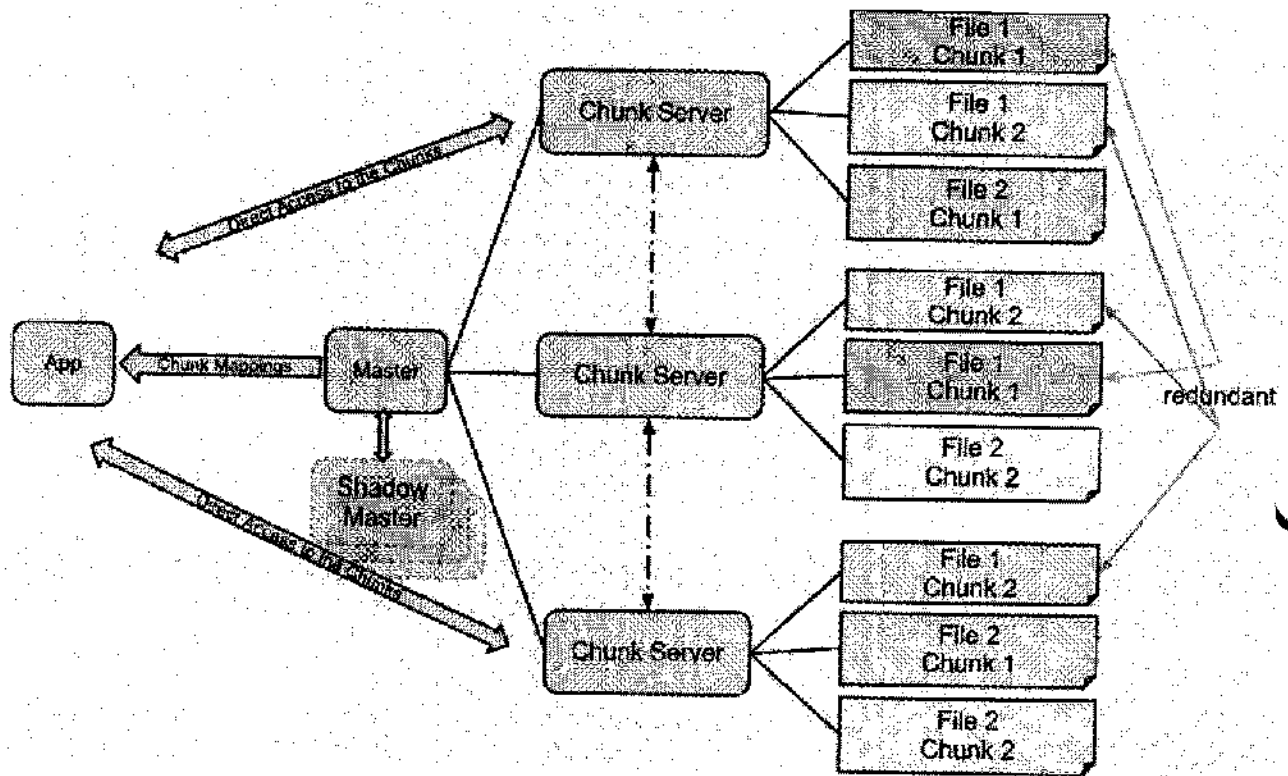 File 1
Chunk 1
Chunk Server
File 1
Chunk 2
File 2
Chunk 1
Direct Access to the Chunks
File 1
Chunk 2
App
Chunk Mappings
Master
Chunk Server
File 1
Chunk 1
redundant
File 2
Chunk 2
Shadow
Master
Direct Access to the Chunks
File 1
Chunk 2
Chunk Server
File 2
Chunk 1
File 2
Chunk 2